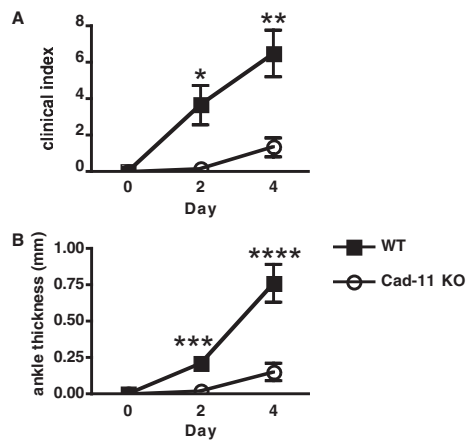 A
clinical index
8
6
4
2
0
*
**
0 2 4
Day
B
ankle thickness (mm)
1.00
0.75
0.50
0.25
0.00
***
****
0 2 4
Day
WT
Cad-11 KO